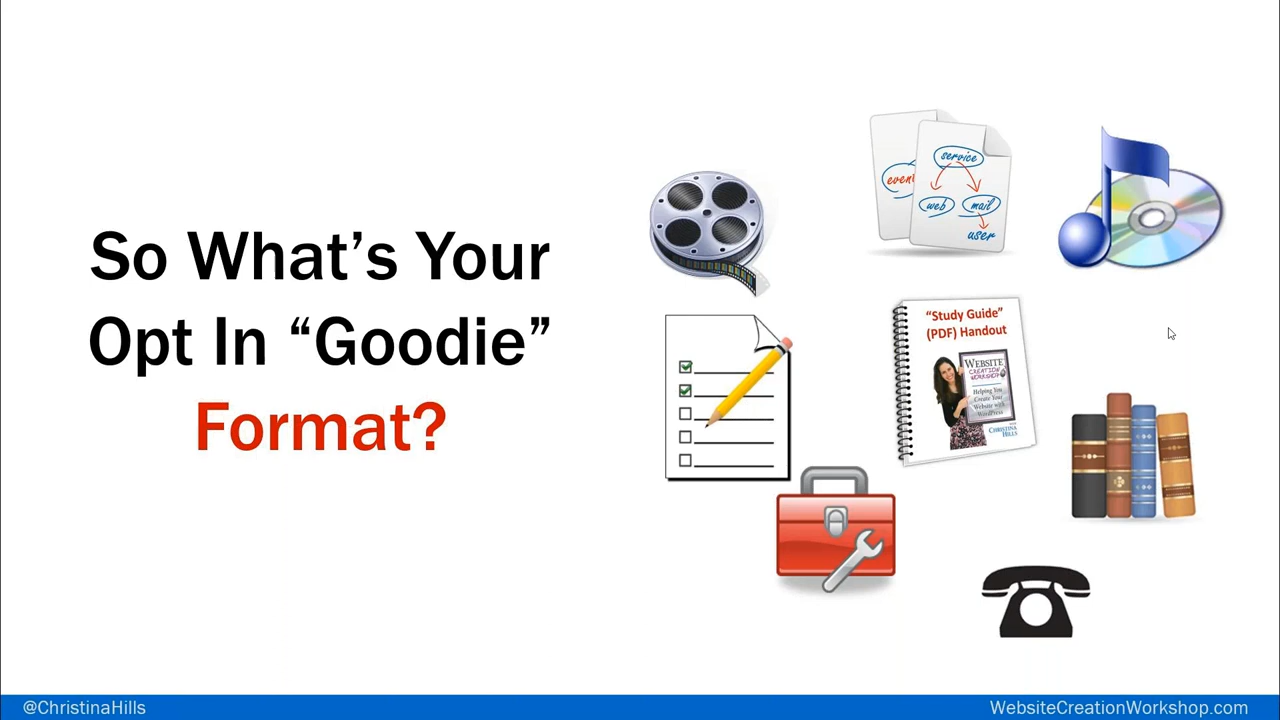 So What's Your
Opt In “Goodie”
Format?
service
web
mail
user
“Study Guide”
(PDF) Handout
WEBSITE
CREATION
WORKSHOP
Helping You
Create Your
Website with
WordPress
CHRISTINA
HILLS
@ChristinaHills
WebsiteCreationWorkshop.com